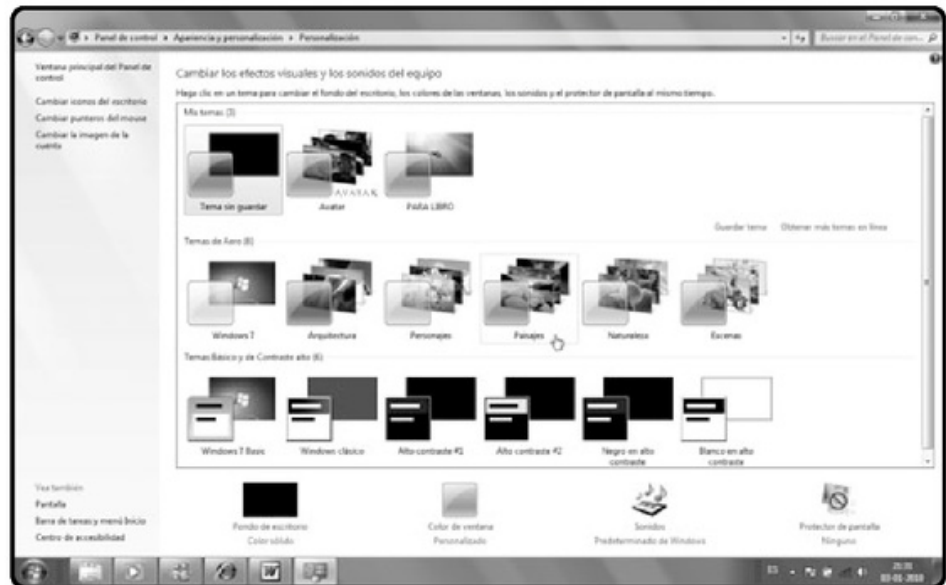 Panel de control ▸ Apariencia y personalización ▸ Personalización
Buscar en el Panel de con...
Ventana principal del Panel de
control
Cambiar iconos del escritorio
Cambiar punteros del mouse
Cambiar la imagen de la
cuenta
Cambiar los efectos visuales y los sonidos del equipo
Haga clic en un tema para cambiar el fondo del escritorio, los colores de las ventanas, los sonidos y el protector de pantalla al mismo tiempo.
Mis temas (3)
Tema sin guardar
Avatar
PARA LIBRO
Guardar tema
Obtener más temas en línea
Temas de Aero (6)
Windows 7
Arquitectura
Personajes
Paisajes
Naturaleza
Escenas
Temas Básico y de Contraste alto (6)
Windows 7 Basic
Windows clásico
Alto contraste #1
Alto contraste #2
Negro en alto
contraste
Blanco en alto
contraste
Vea también
Pantalla
Barra de tareas y menú Inicio
Centro de accesibilidad
Fondo de escritorio
Color sólido
Color de ventana
Personalizado
Sonidos
Predeterminado de Windows
Protector de pantalla
Ninguno
ES
03-01-2010